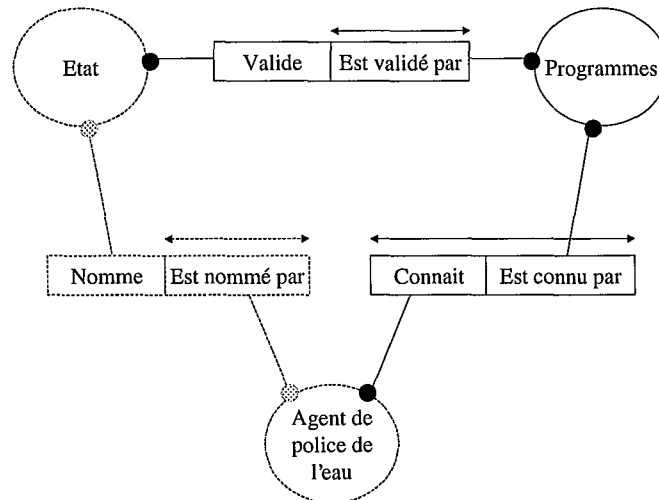 Etat
Valide
Est validé par
Programmes
Nomme
Est nommé par
Connait
Est connu par
Agent de
police de
l'eau